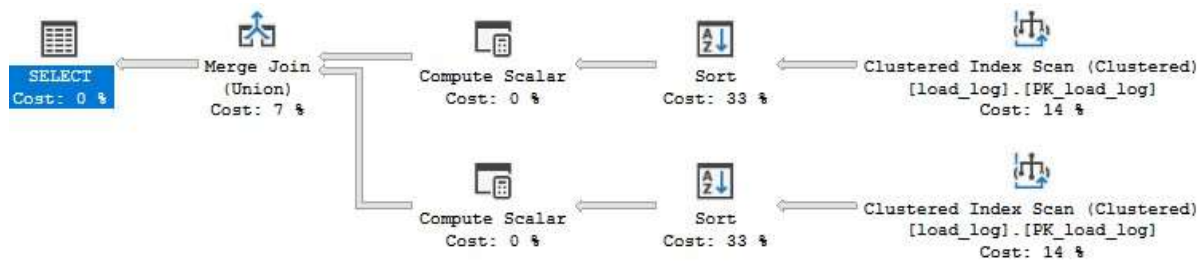 SELECT
Cost: 0 %
Merge Join
(Union)
Cost: 7 %
Compute Scalar
Cost: 0 %
A
Z
Sort
Cost: 33 %
Clustered Index Scan (Clustered)
[load_log].[PK_load_log]
Cost: 14 %
Compute Scalar
Cost: 0 %
A
Z
Sort
Cost: 33 %
Clustered Index Scan (Clustered)
[load_log].[PK_load_log]
Cost: 14 %